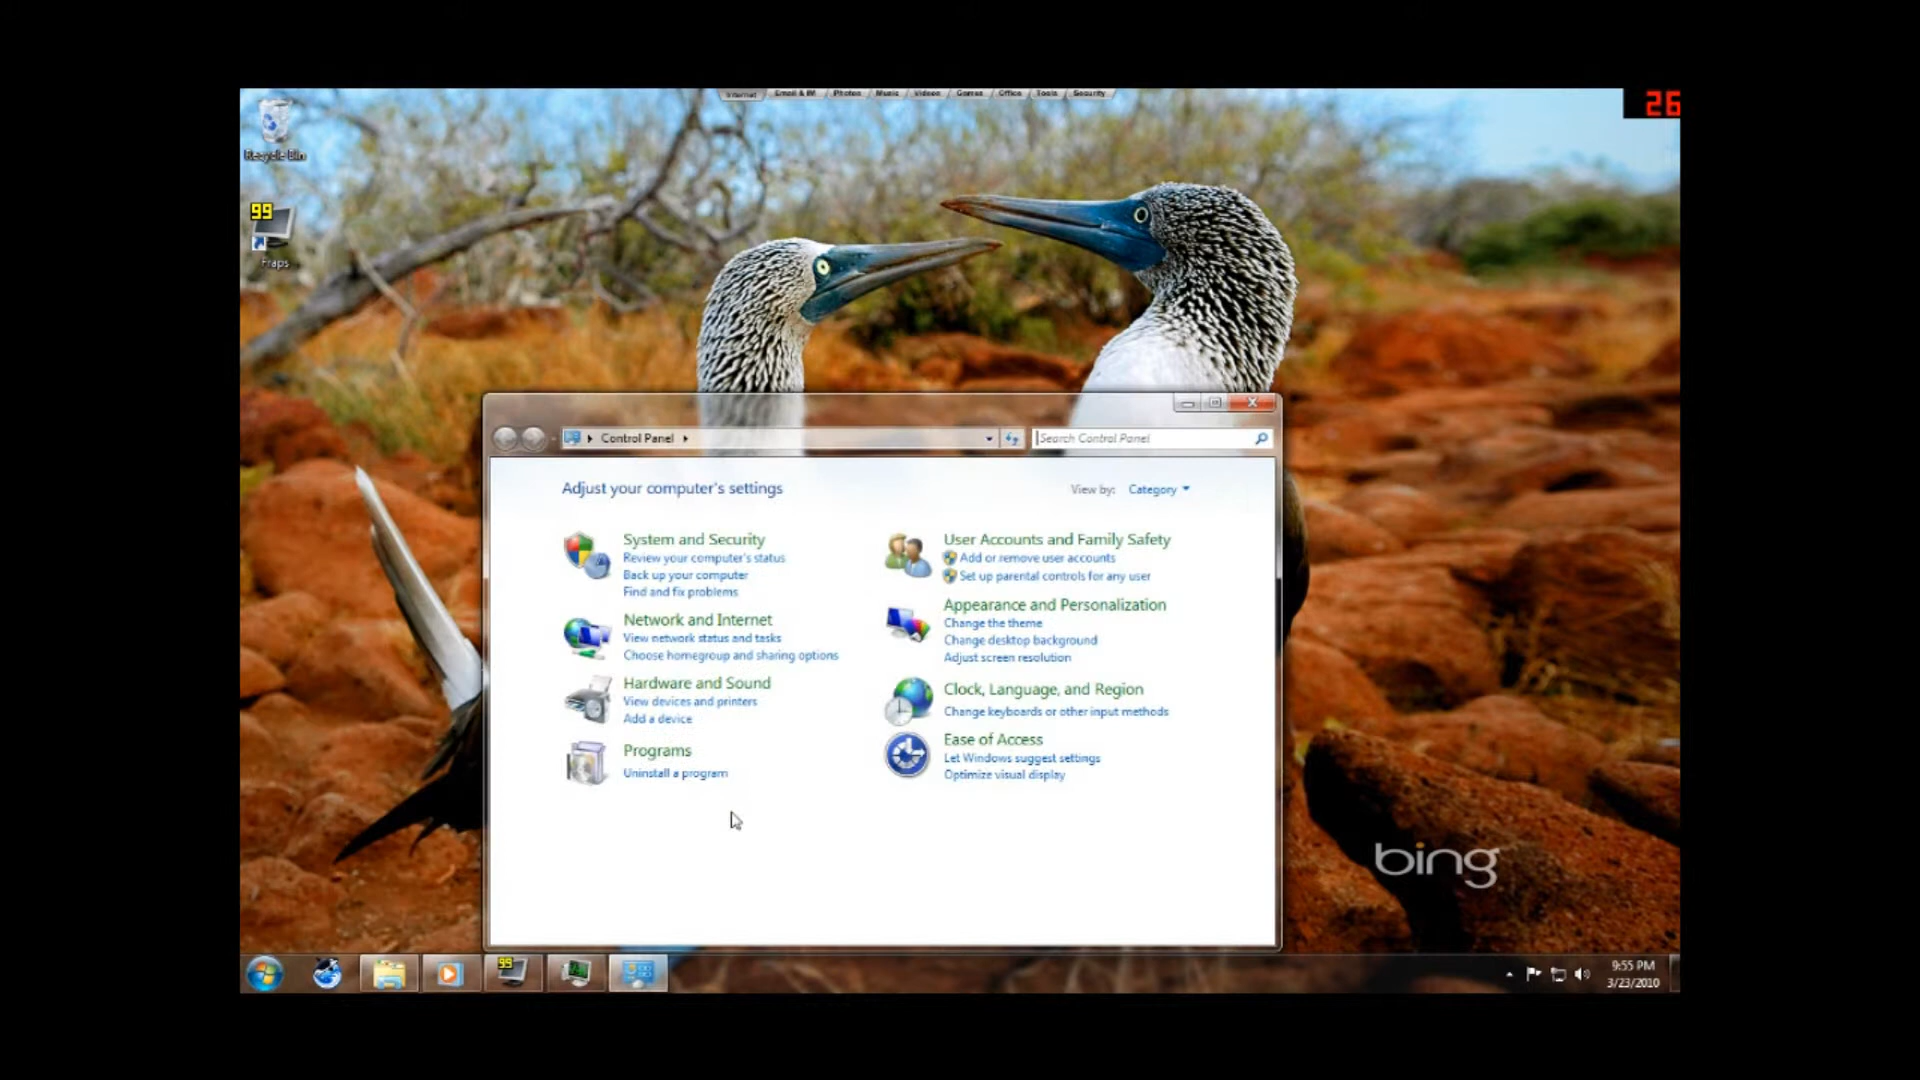 Internet Email & IM Photos Music Videos Games Office Tools Security
26
Recycle Bin
99
Fraps
Control Panel
Search Control Panel
Adjust your computer's settings
View by: Category
System and Security
Review your computer's status
Back up your computer
Find and fix problems
Network and Internet
View network status and tasks
Choose homegroup and sharing options
Hardware and Sound
View devices and printers
Add a device
Programs
Uninstall a program
User Accounts and Family Safety
Add or remove user accounts
Set up parental controls for any user
Appearance and Personalization
Change the theme
Change desktop background
Adjust screen resolution
Clock, Language, and Region
Change keyboards or other input methods
Ease of Access
Let Windows suggest settings
Optimize visual display
bing
99
9:55 PM
3/23/2010